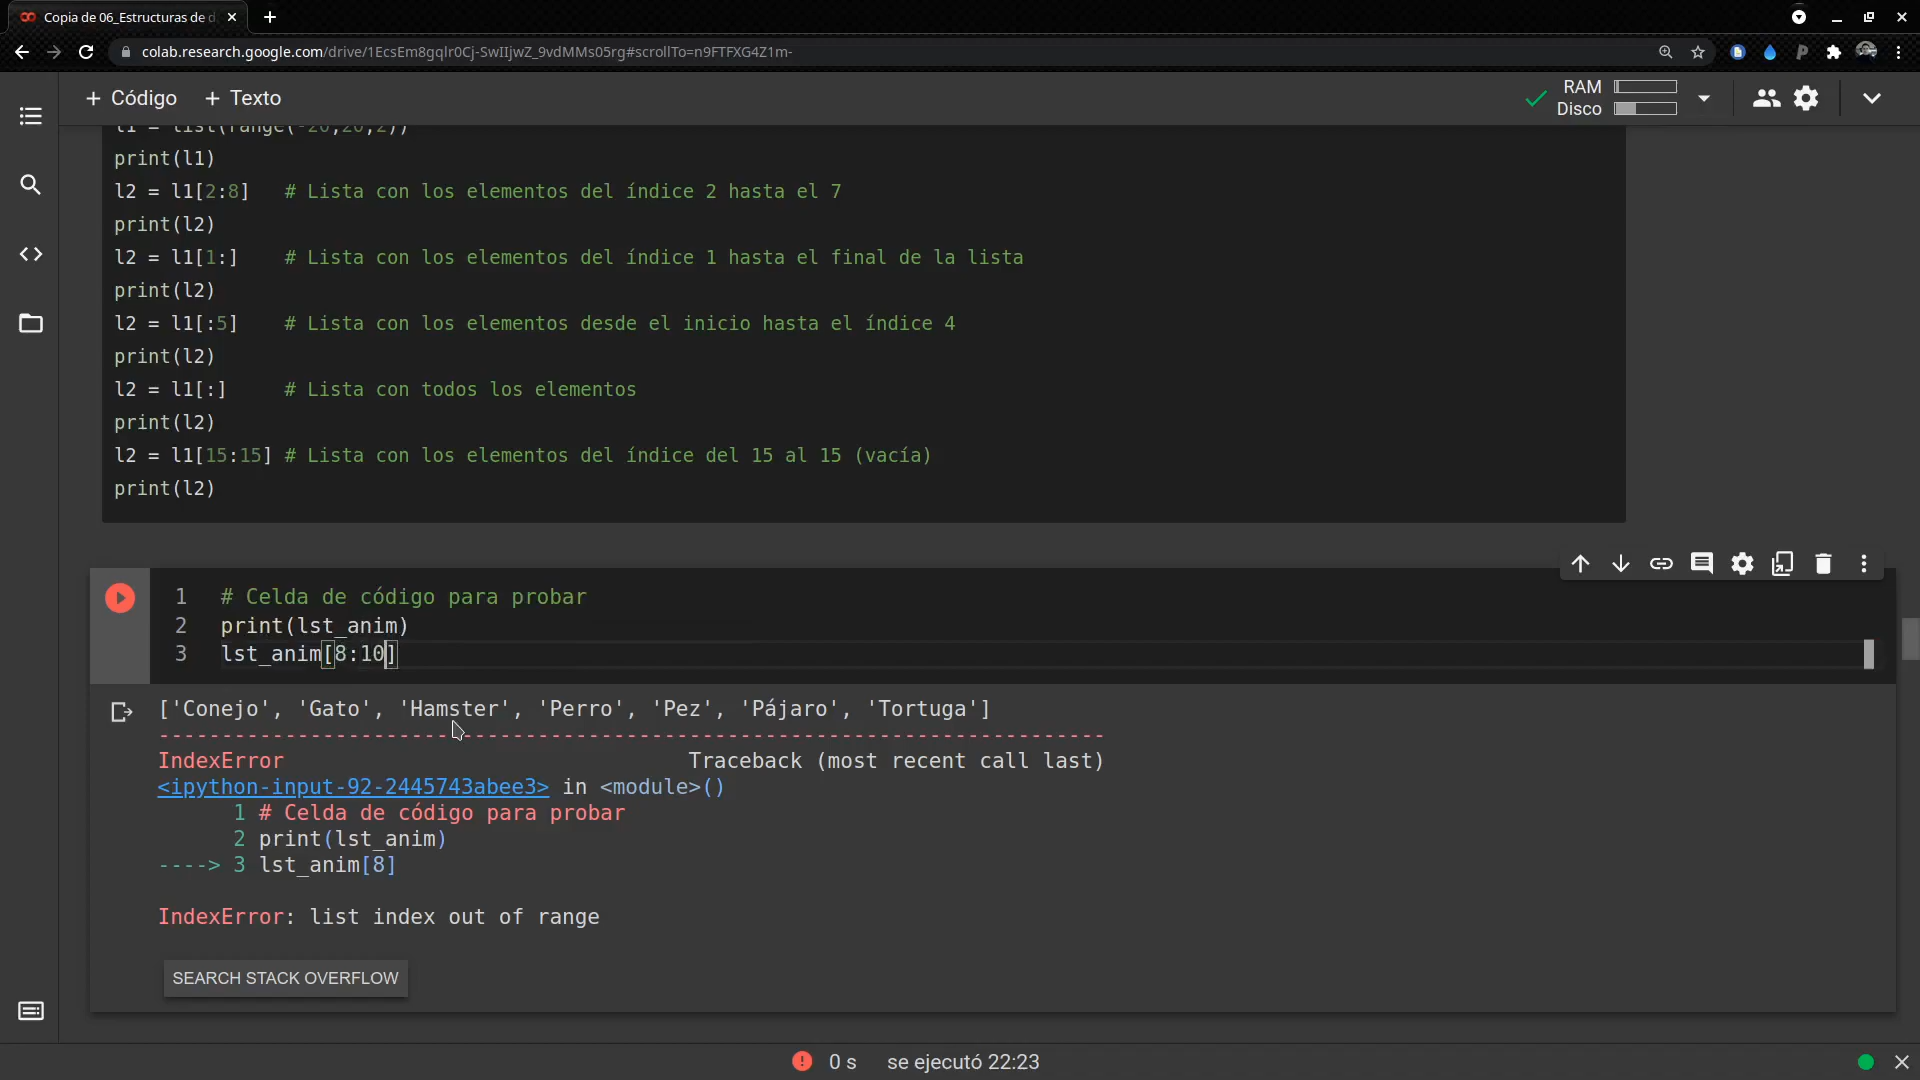 Copia de 06_Estructuras de d
colab.research.google.com/drive/1EcsEm8gqlr0Cj-SwIIjwZ_9vdMMs05rg#scrollTo=n9FTFXG4Z1m-
+ Código + Texto
RAM
Disco
l1 = list(range(-20,20,2))
print(l1)
l2 = l1[2:8] # Lista con los elementos del índice 2 hasta el 7
print(l2)
l2 = l1[1:] # Lista con los elementos del índice 1 hasta el final de la lista
print(l2)
l2 = l1[:5] # Lista con los elementos desde el inicio hasta el índice 4
print(l2)
l2 = l1[:] # Lista con todos los elementos
print(l2)
l2 = l1[15:15] # Lista con los elementos del índice del 15 al 15 (vacía)
print(l2)
1 # Celda de código para probar
2 print(lst_anim)
3 lst_anim[8:10]
['Conejo', 'Gato', 'Hamster', 'Perro', 'Pez', 'Pájaro', 'Tortuga']
---------------------------------------------------------------------------
IndexError Traceback (most recent call last)
<ipython-input-92-2445743abee3> in <module>()
1 # Celda de código para probar
2 print(lst_anim)
----> 3 lst_anim[8]
IndexError: list index out of range
SEARCH STACK OVERFLOW
0 s se ejecutó 22:23